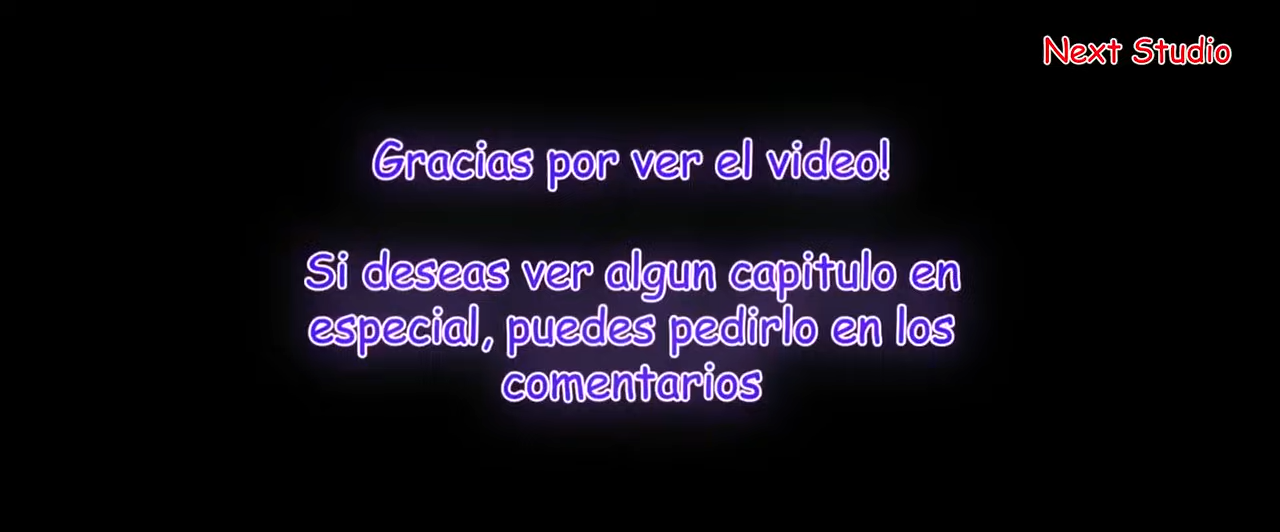 Next Studio
Gracias por ver el video!
Si deseas ver algun capitulo en
especial, puedes pedirlo en los
comentarios